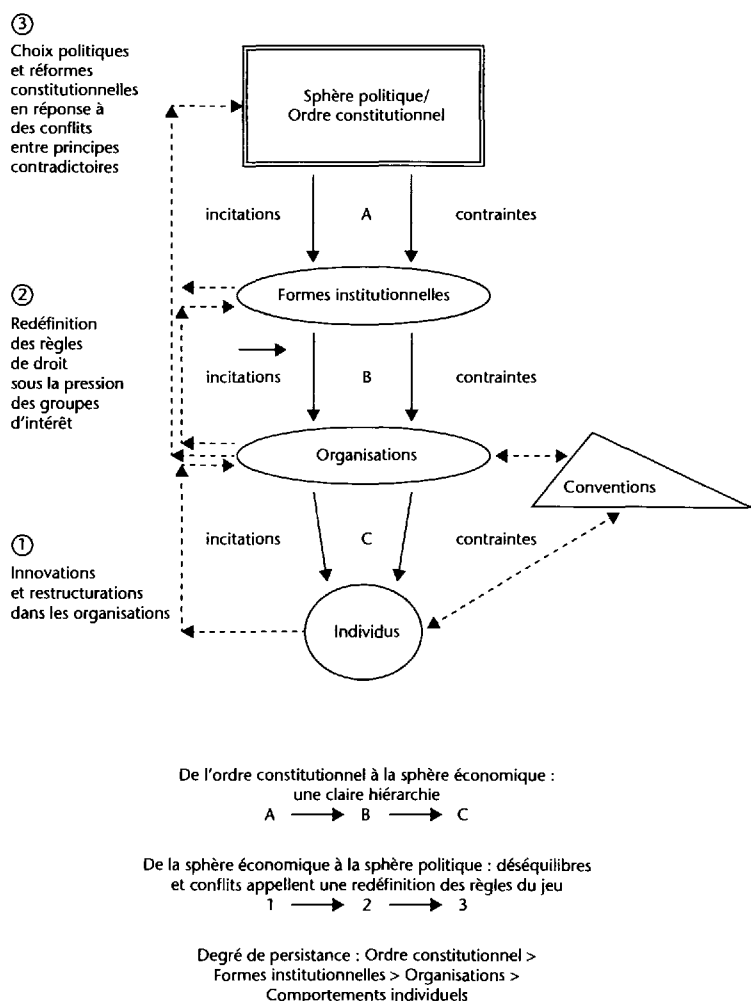 ③
Choix politiques
et réformes
constitutionnelles
en réponse à
des conflits
entre principes
contradictoires
Sphère politique/
Ordre constitutionnel
incitations A contraintes
②
Redéfinition
des règles
de droit
sous la pression
des groupes
d'intérêt
Formes institutionnelles
incitations B contraintes
Organisations
Conventions
①
Innovations
et restructurations
dans les organisations
incitations C contraintes
Individus
De l'ordre constitutionnel à la sphère économique :
une claire hiérarchie
A → B → C
De la sphère économique à la sphère politique : déséquilibres
et conflits appellent une redéfinition des règles du jeu
1 → 2 → 3
Degré de persistance : Ordre constitutionnel >
Formes institutionnelles > Organisations >
Comportements individuels